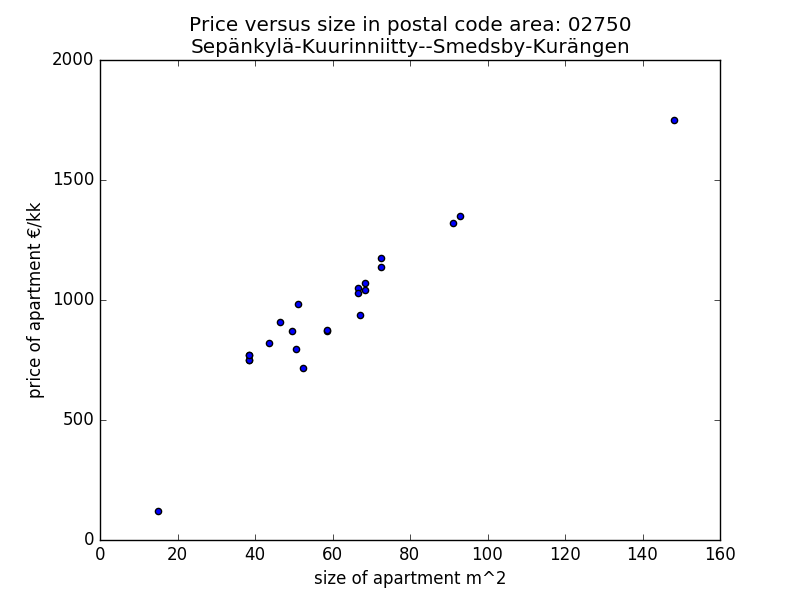 Price versus size in postal code area: 02750
Sepänkylä-Kuurinniitty--Smedsby-Kurängen
2000
1500
1000
500
0
price of apartment €/kk
0 20 40 60 80 100 120 140 160
size of apartment m^2